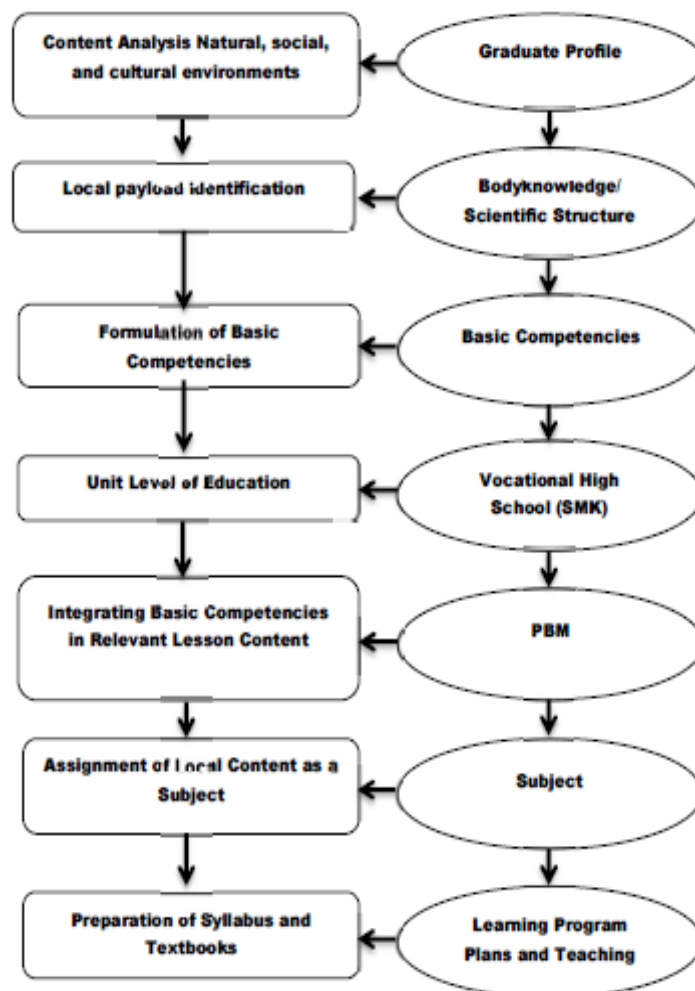 Content Analysis Natural, social,
and cultural environments
Graduate Profile
Local payload identification
Bodyknowledge/
Scientific Structure
Formulation of Basic
Competencies
Basic Competencies
Unit Level of Education
Vocational High
School (SMK)
Integrating Basic Competencies
in Relevant Lesson Content
PBM
Assignment of Local Content as a
Subject
Subject
Preparation of Syllabus and
Textbooks
Learning Program
Plans and Teaching